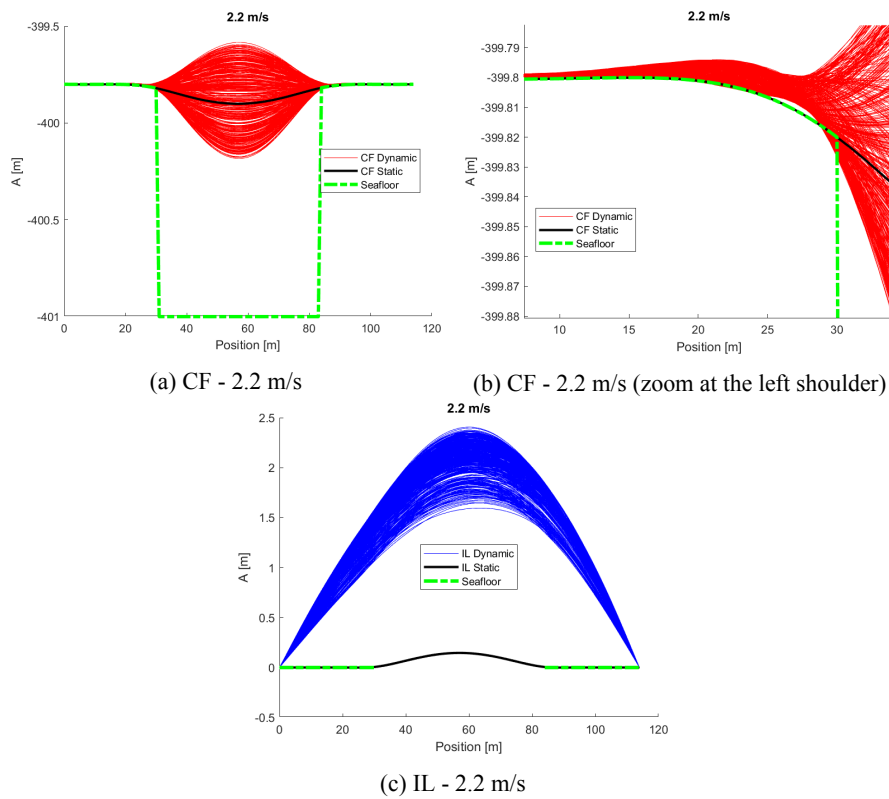 2.2 m/s
-399.5
-400
-400.5
-401
A [m]
0 20 40 60 80 100 120
Position [m]
CF Dynamic
CF Static
Seafloor
(a) CF - 2.2 m/s
2.2 m/s
-399.79
-399.8
-399.81
-399.82
-399.83
-399.84
-399.85
-399.86
-399.87
-399.88
A [m]
10 15 20 25 30
Position [m]
CF Dynamic
CF Static
Seafloor
(b) CF - 2.2 m/s (zoom at the left shoulder)
2.2 m/s
2.5
2
1.5
1
0.5
0
-0.5
A [m]
0 20 40 60 80 100 120
Position [m]
IL Dynamic
IL Static
Seafloor
(c) IL - 2.2 m/s